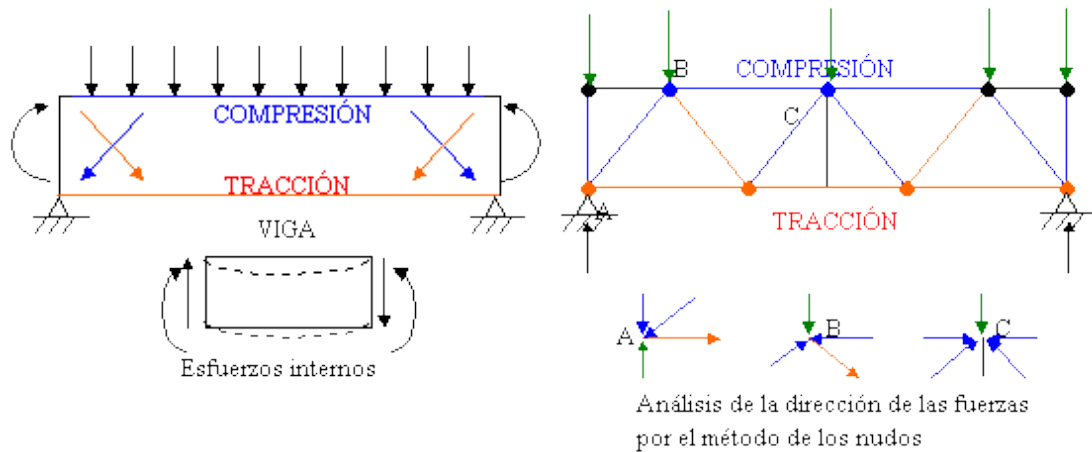 COMPRESIÓN
TRACCIÓN
VIGA
Esfuerzos internos
B
COMPRESIÓN
C
A
TRACCIÓN
A
B
C
Análisis de la dirección de las fuerzas
por el método de los nudos